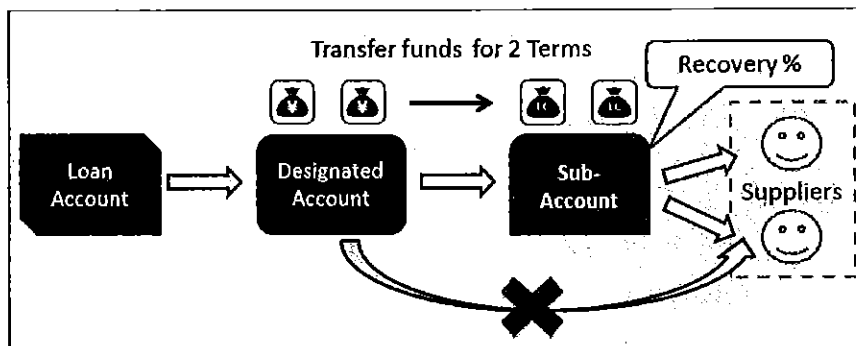 Transfer funds for 2 Terms
Recovery %
¥ ¥
Loan
Account
Designated
Account
Sub-
Account
Suppliers